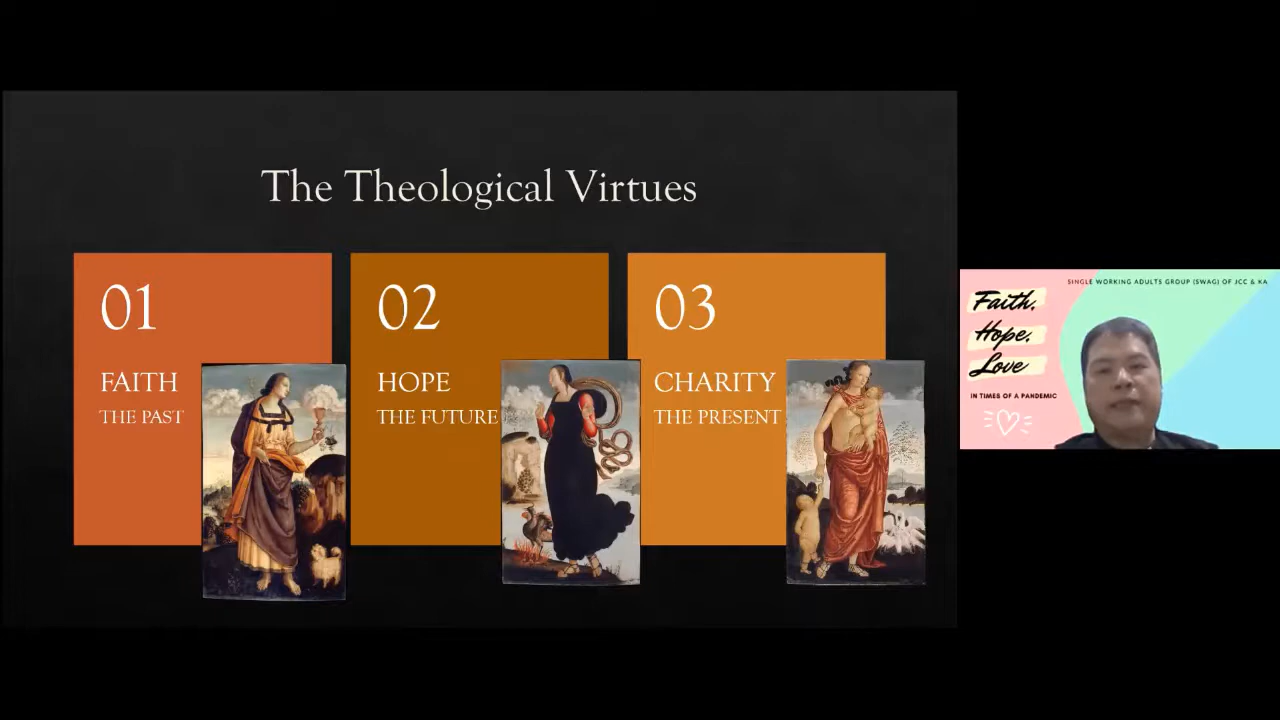 The Theological Virtues
01
FAITH
THE PAST
02
HOPE
THE FUTURE
03
CHARITY
THE PRESENT
SINGLE WORKING ADULTS GROUP (SWAG) OF JCC & KA
Faith.
Hope.
Love
IN TIMES OF A PANDEMIC